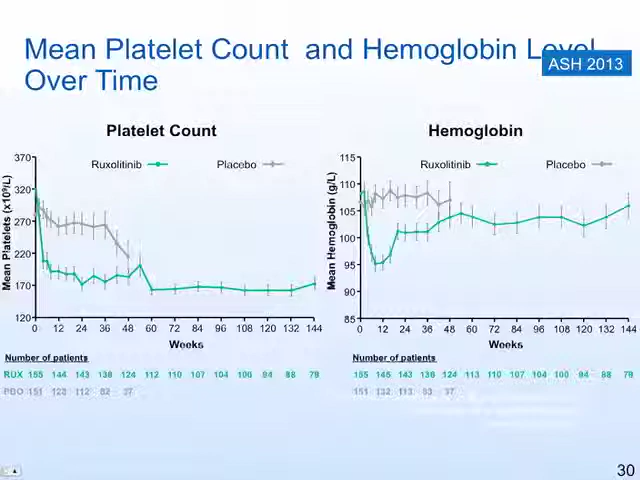 Mean Platelet Count and Hemoglobin Level
Over Time
ASH 2013
Platelet Count
Ruxolitinib
Placebo
Mean Platelets (x10⁹/L)
370
320
270
220
170
120
0 12 24 36 48 60 72 84 96 108 120 132 144
Weeks
Number of patients
RUX 155 144 143 138 124 112 110 107 104 100 94 88 79
PBO 151 123 112 82 37
Hemoglobin
Ruxolitinib
Placebo
Mean Hemoglobin (g/L)
115
110
105
100
95
90
85
0 12 24 36 48 60 72 84 96 108 120 132 144
Weeks
Number of patients
155 145 143 136 124 113 110 107 104 100 94 88 79
151 132 113 83 37
30